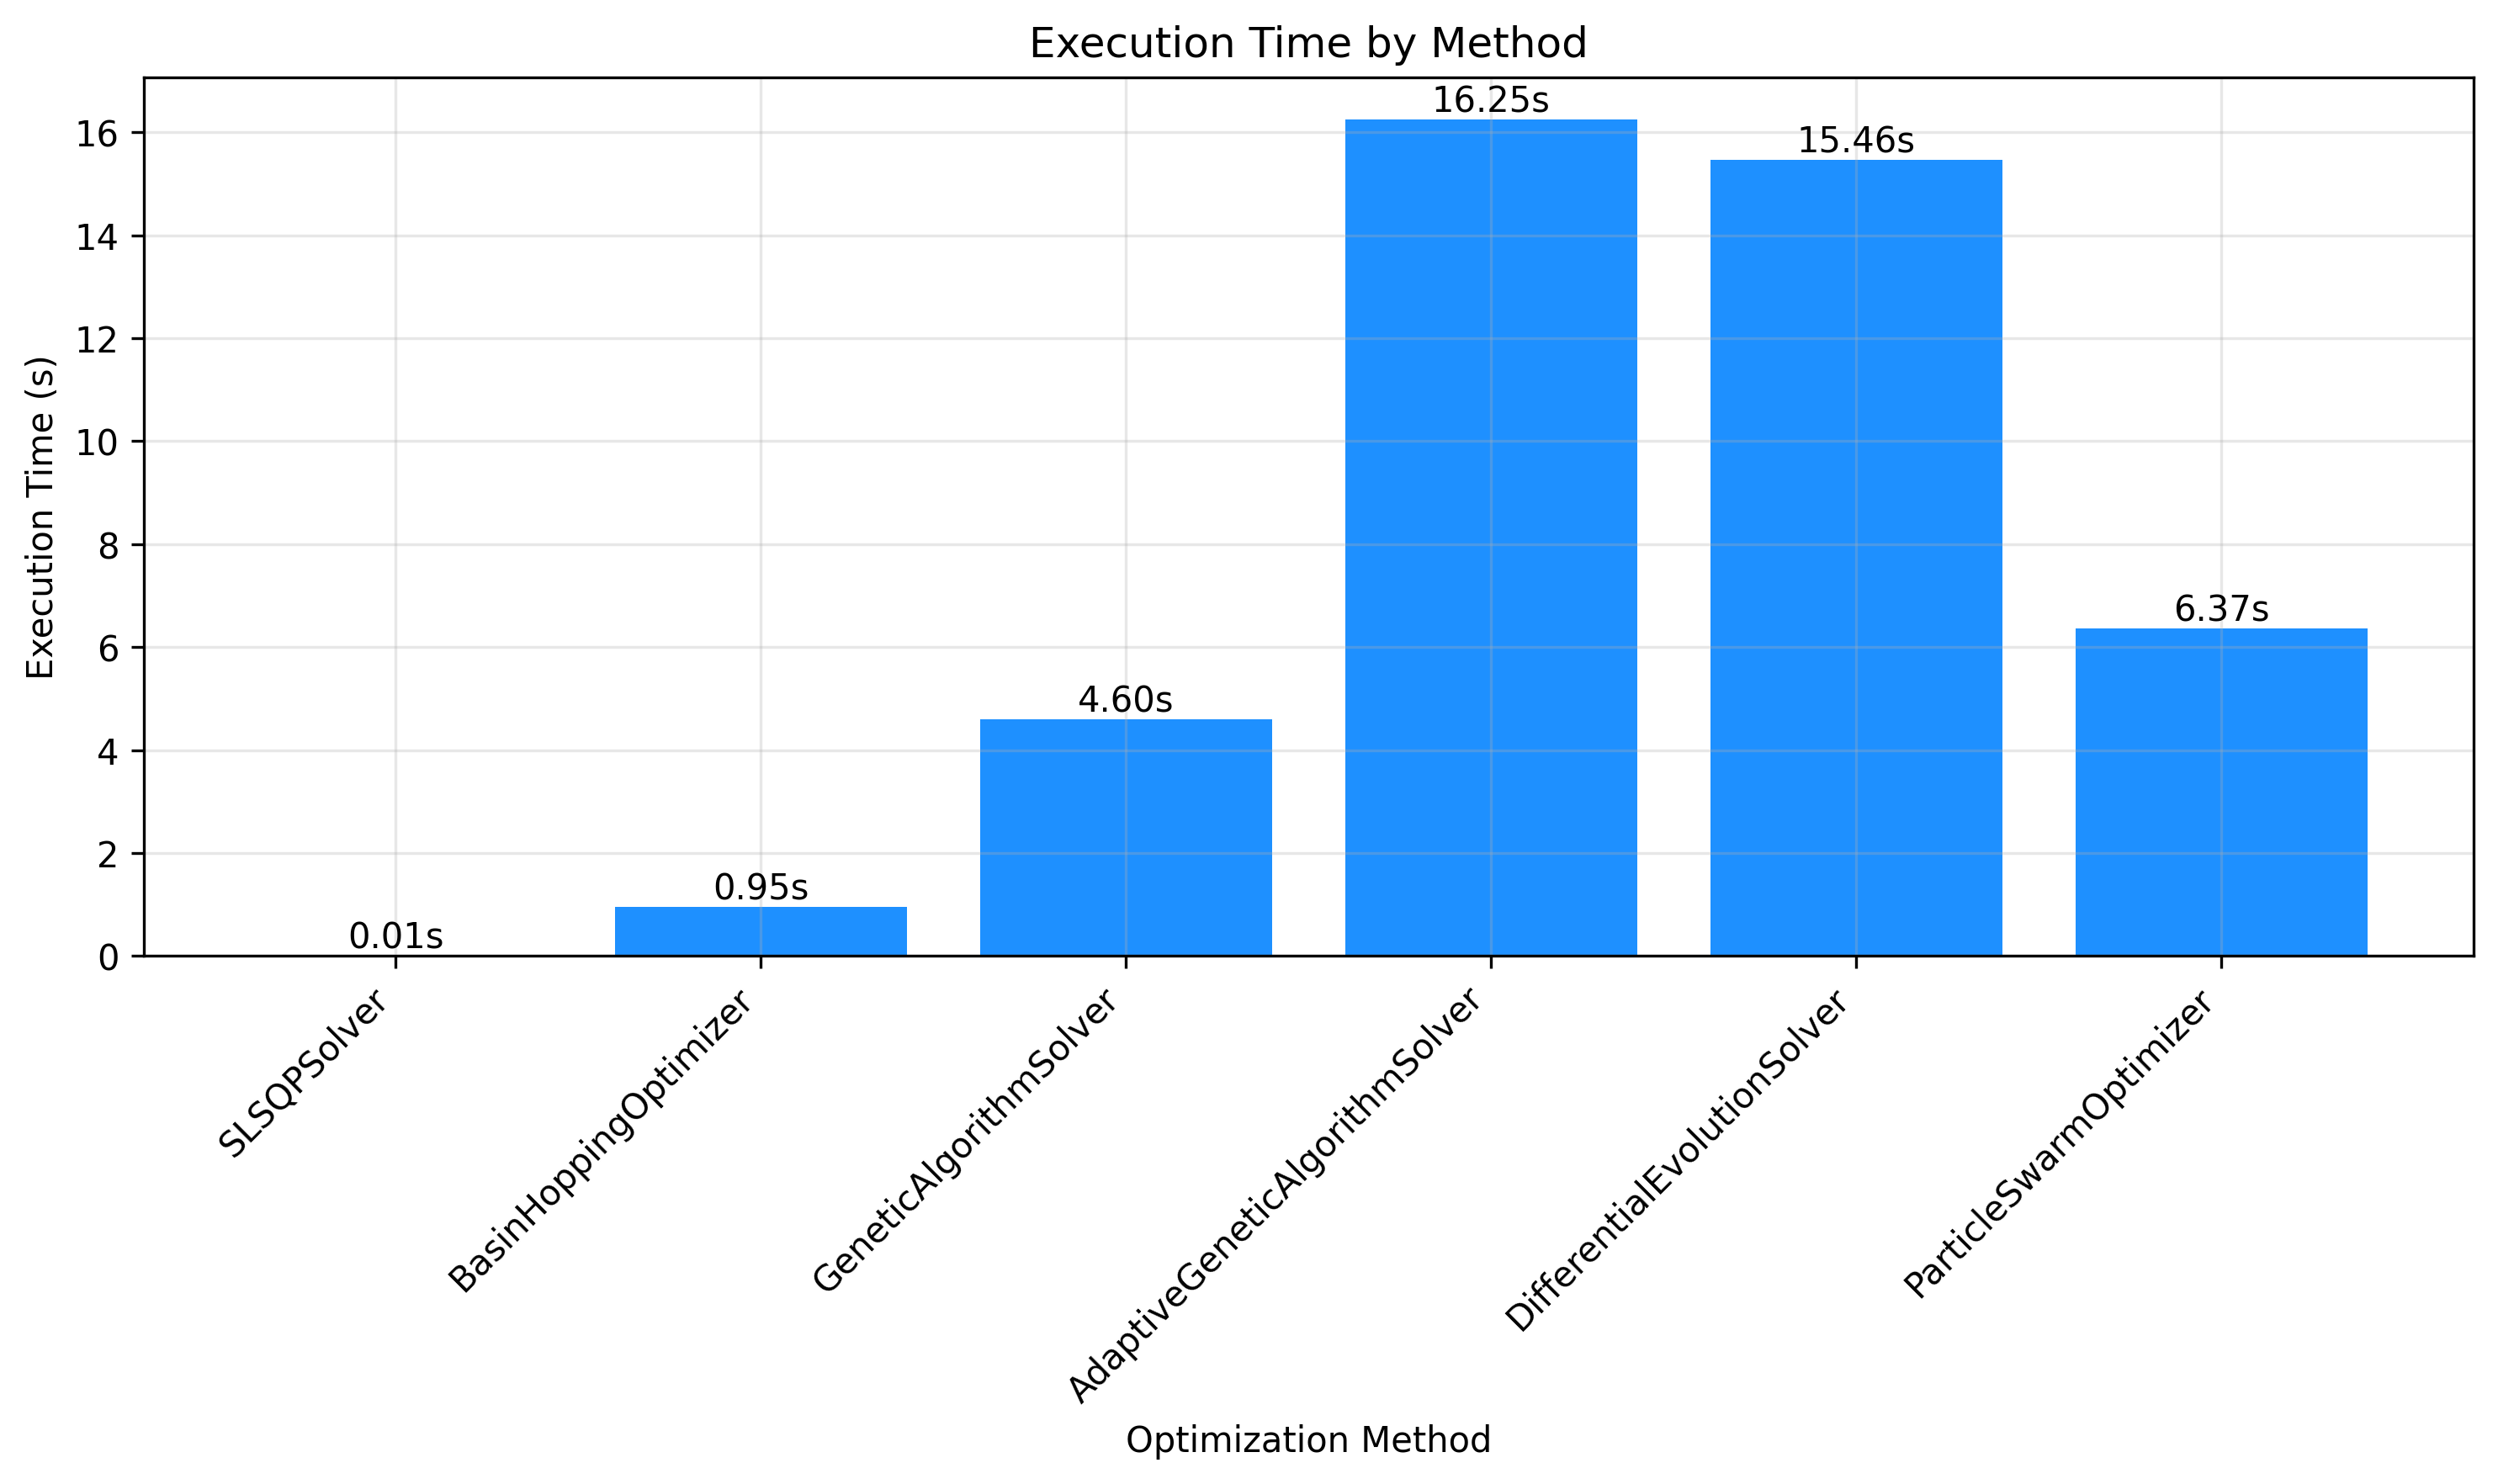 Execution Time by Method
Execution Time (s)
16
14
12
10
8
6
4
2
0
0.01s
0.95s
4.60s
16.25s
15.46s
6.37s
SLSQPSolver
BasinHoppingOptimizer
GeneticAlgorithmSolver
AdaptiveGeneticAlgorithmSolver
DifferentialEvolutionSolver
ParticleSwarmOptimizer
Optimization Method